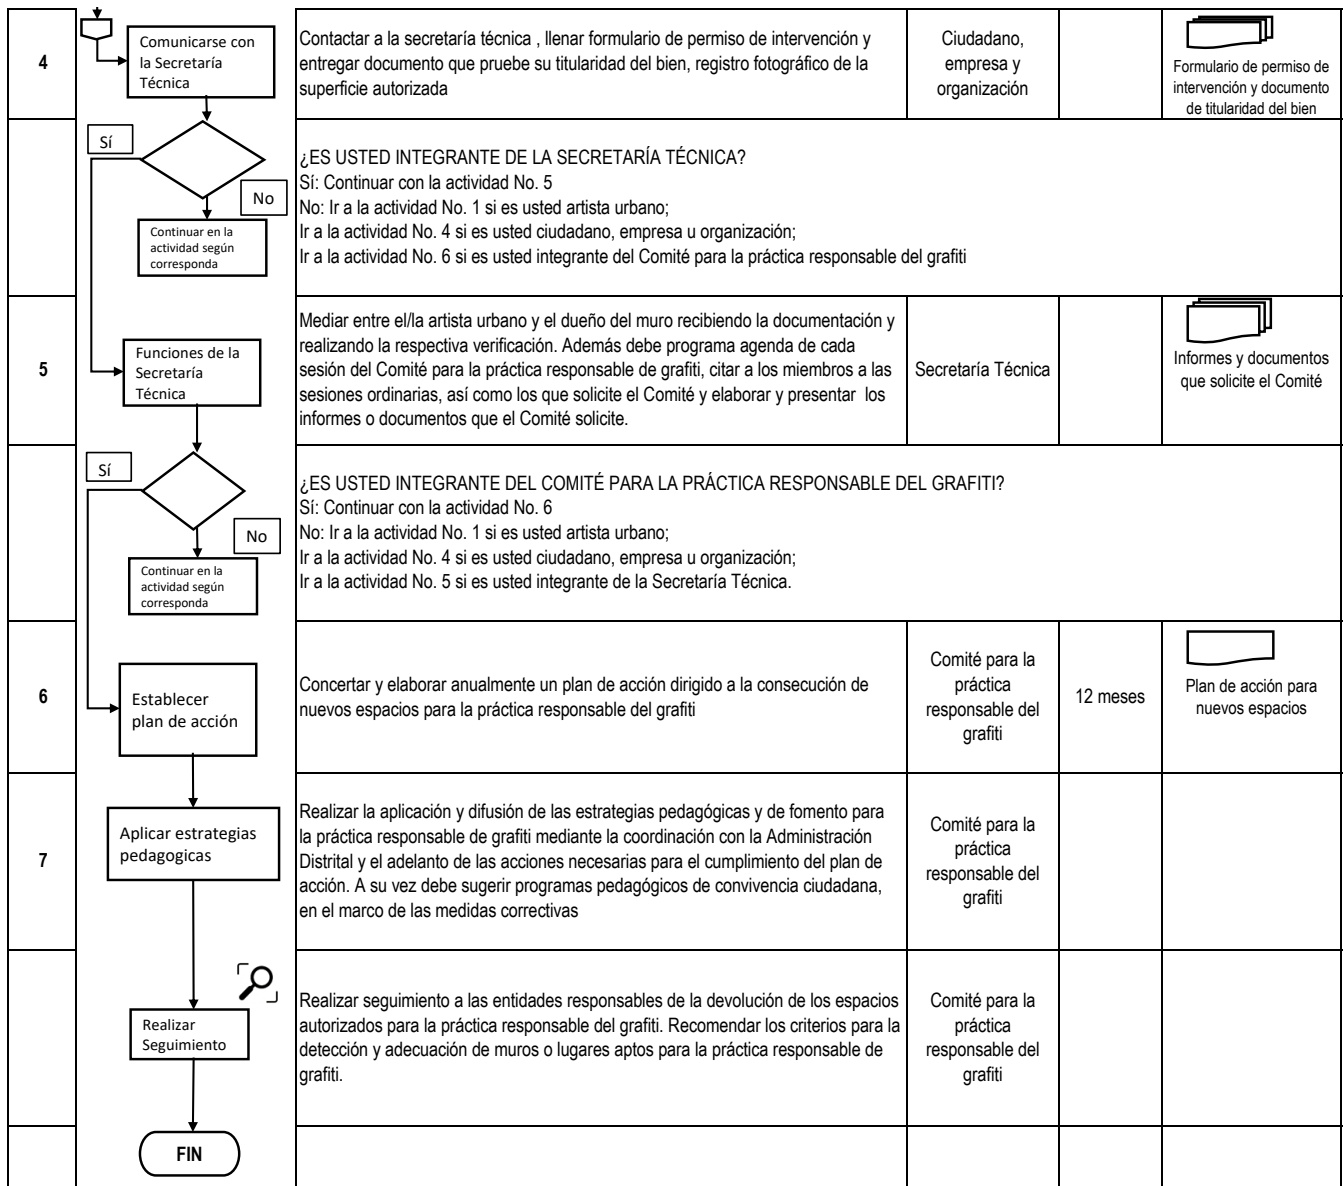 4
Comunicarse con
la Secretaría
Técnica
Contactar a la secretaría técnica , llenar formulario de permiso de intervención y
entregar documento que pruebe su titularidad del bien, registro fotográfico de la
superficie autorizada
Ciudadano,
empresa y
organización
Formulario de permiso de
intervención y documento
de titularidad del bien
Sí
No
Continuar en la
actividad según
corresponda
¿ES USTED INTEGRANTE DE LA SECRETARÍA TÉCNICA?
Sí: Continuar con la actividad No. 5
No: Ir a la actividad No. 1 si es usted artista urbano;
Ir a la actividad No. 4 si es usted ciudadano, empresa u organización;
Ir a la actividad No. 6 si es usted integrante del Comité para la práctica responsable del grafiti
5
Funciones de la
Secretaría
Técnica
Mediar entre el/la artista urbano y el dueño del muro recibiendo la documentación y
realizando la respectiva verificación. Además debe programa agenda de cada
sesión del Comité para la práctica responsable de grafiti, citar a los miembros a las
sesiones ordinarias, así como los que solicite el Comité y elaborar y presentar  los
informes o documentos que el Comité solicite.
Secretaría Técnica
Informes y documentos
que solicite el Comité
Sí
No
Continuar en la
actividad según
corresponda
¿ES USTED INTEGRANTE DEL COMITÉ PARA LA PRÁCTICA RESPONSABLE DEL GRAFITI?
Sí: Continuar con la actividad No. 6
No: Ir a la actividad No. 1 si es usted artista urbano;
Ir a la actividad No. 4 si es usted ciudadano, empresa u organización;
Ir a la actividad No. 5 si es usted integrante de la Secretaría Técnica.
6
Establecer
plan de acción
Concertar y elaborar anualmente un plan de acción dirigido a la consecución de
nuevos espacios para la práctica responsable del grafiti
Comité para la
práctica
responsable del
grafiti
12 meses
Plan de acción para
nuevos espacios
7
Aplicar estrategias
pedagogicas
Realizar la aplicación y difusión de las estrategias pedagógicas y de fomento para
la práctica responsable de grafiti mediante la coordinación con la Administración
Distrital y el adelanto de las acciones necesarias para el cumplimiento del plan de
acción. A su vez debe sugerir programas pedagógicos de convivencia ciudadana,
en el marco de las medidas correctivas
Comité para la
práctica
responsable del
grafiti
Realizar
Seguimiento
Realizar seguimiento a las entidades responsables de la devolución de los espacios
autorizados para la práctica responsable del grafiti. Recomendar los criterios para la
detección y adecuación de muros o lugares aptos para la práctica responsable de
grafiti.
Comité para la
práctica
responsable del
grafiti
FIN